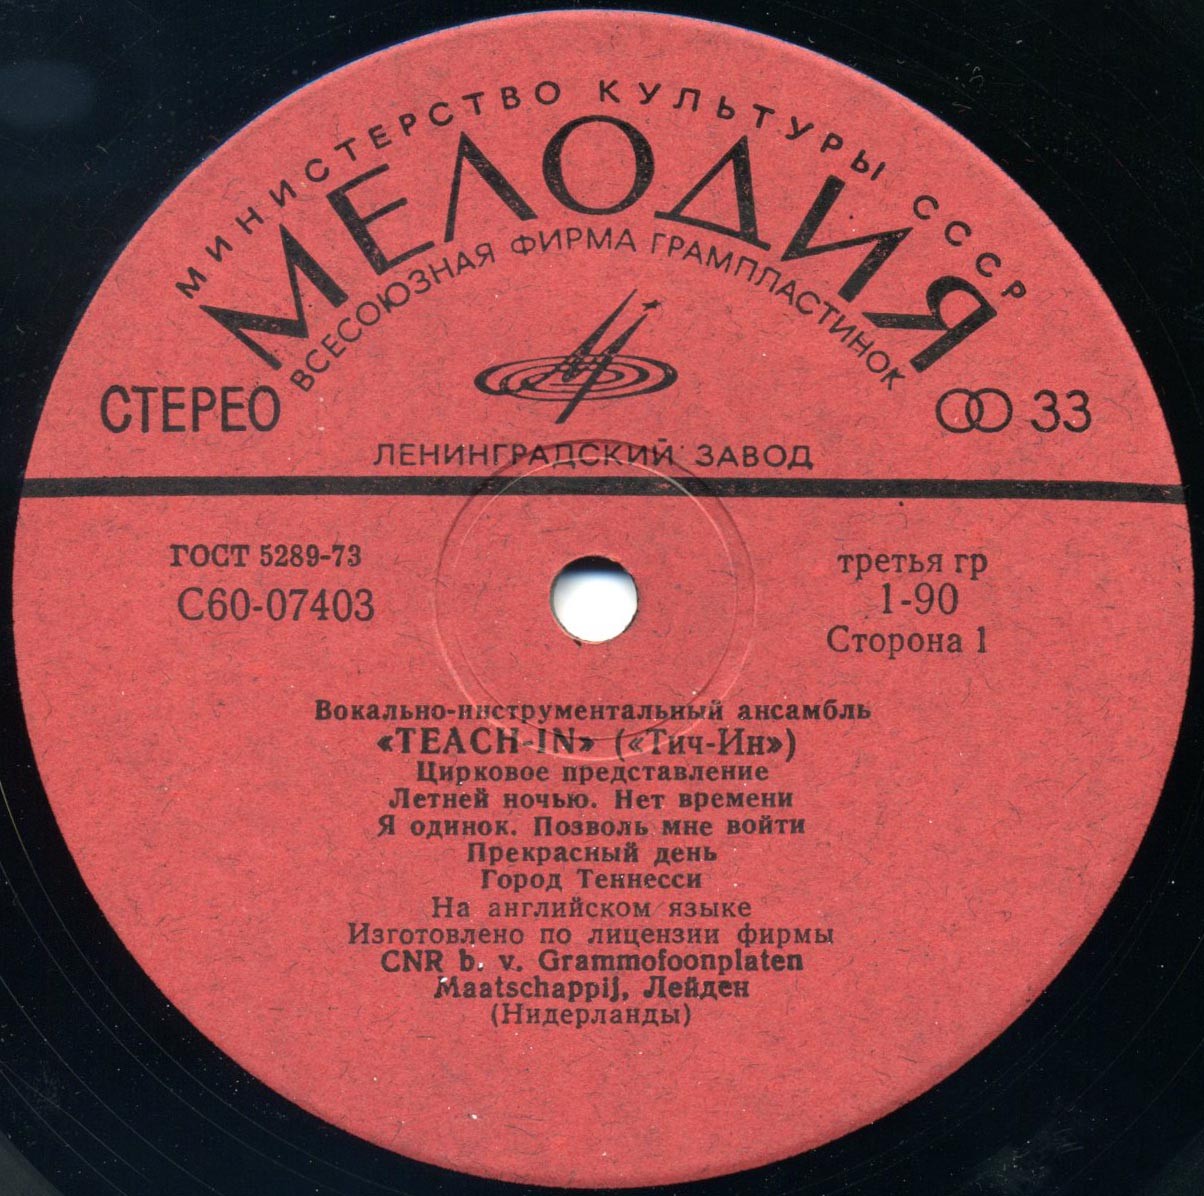 МИНИСТЕРСТВО КУЛЬТУРЫ СССР
МЕЛОДИЯ
ВСЕСОЮЗНАЯ ФИРМА ГРАМПЛАСТИНОК
СТЕРЕО
33
ЛЕНИНГРАДСКИЙ ЗАВОД
ГОСТ 5289-73
С60-07403
третья гр
1-90
Сторона 1
Вокально-инструментальный ансамбль
«TEACH-IN» («Тич-Ин»)
Цирковое представление
Летней ночью. Нет времени
Я одинок. Позволь мне войти
Прекрасный день
Город Теннесси
На английском языке
Изготовлено по лицензии фирмы
CNR b. v. Grammofoonplaten
Maatschappij, Лейден
(Нидерланды)